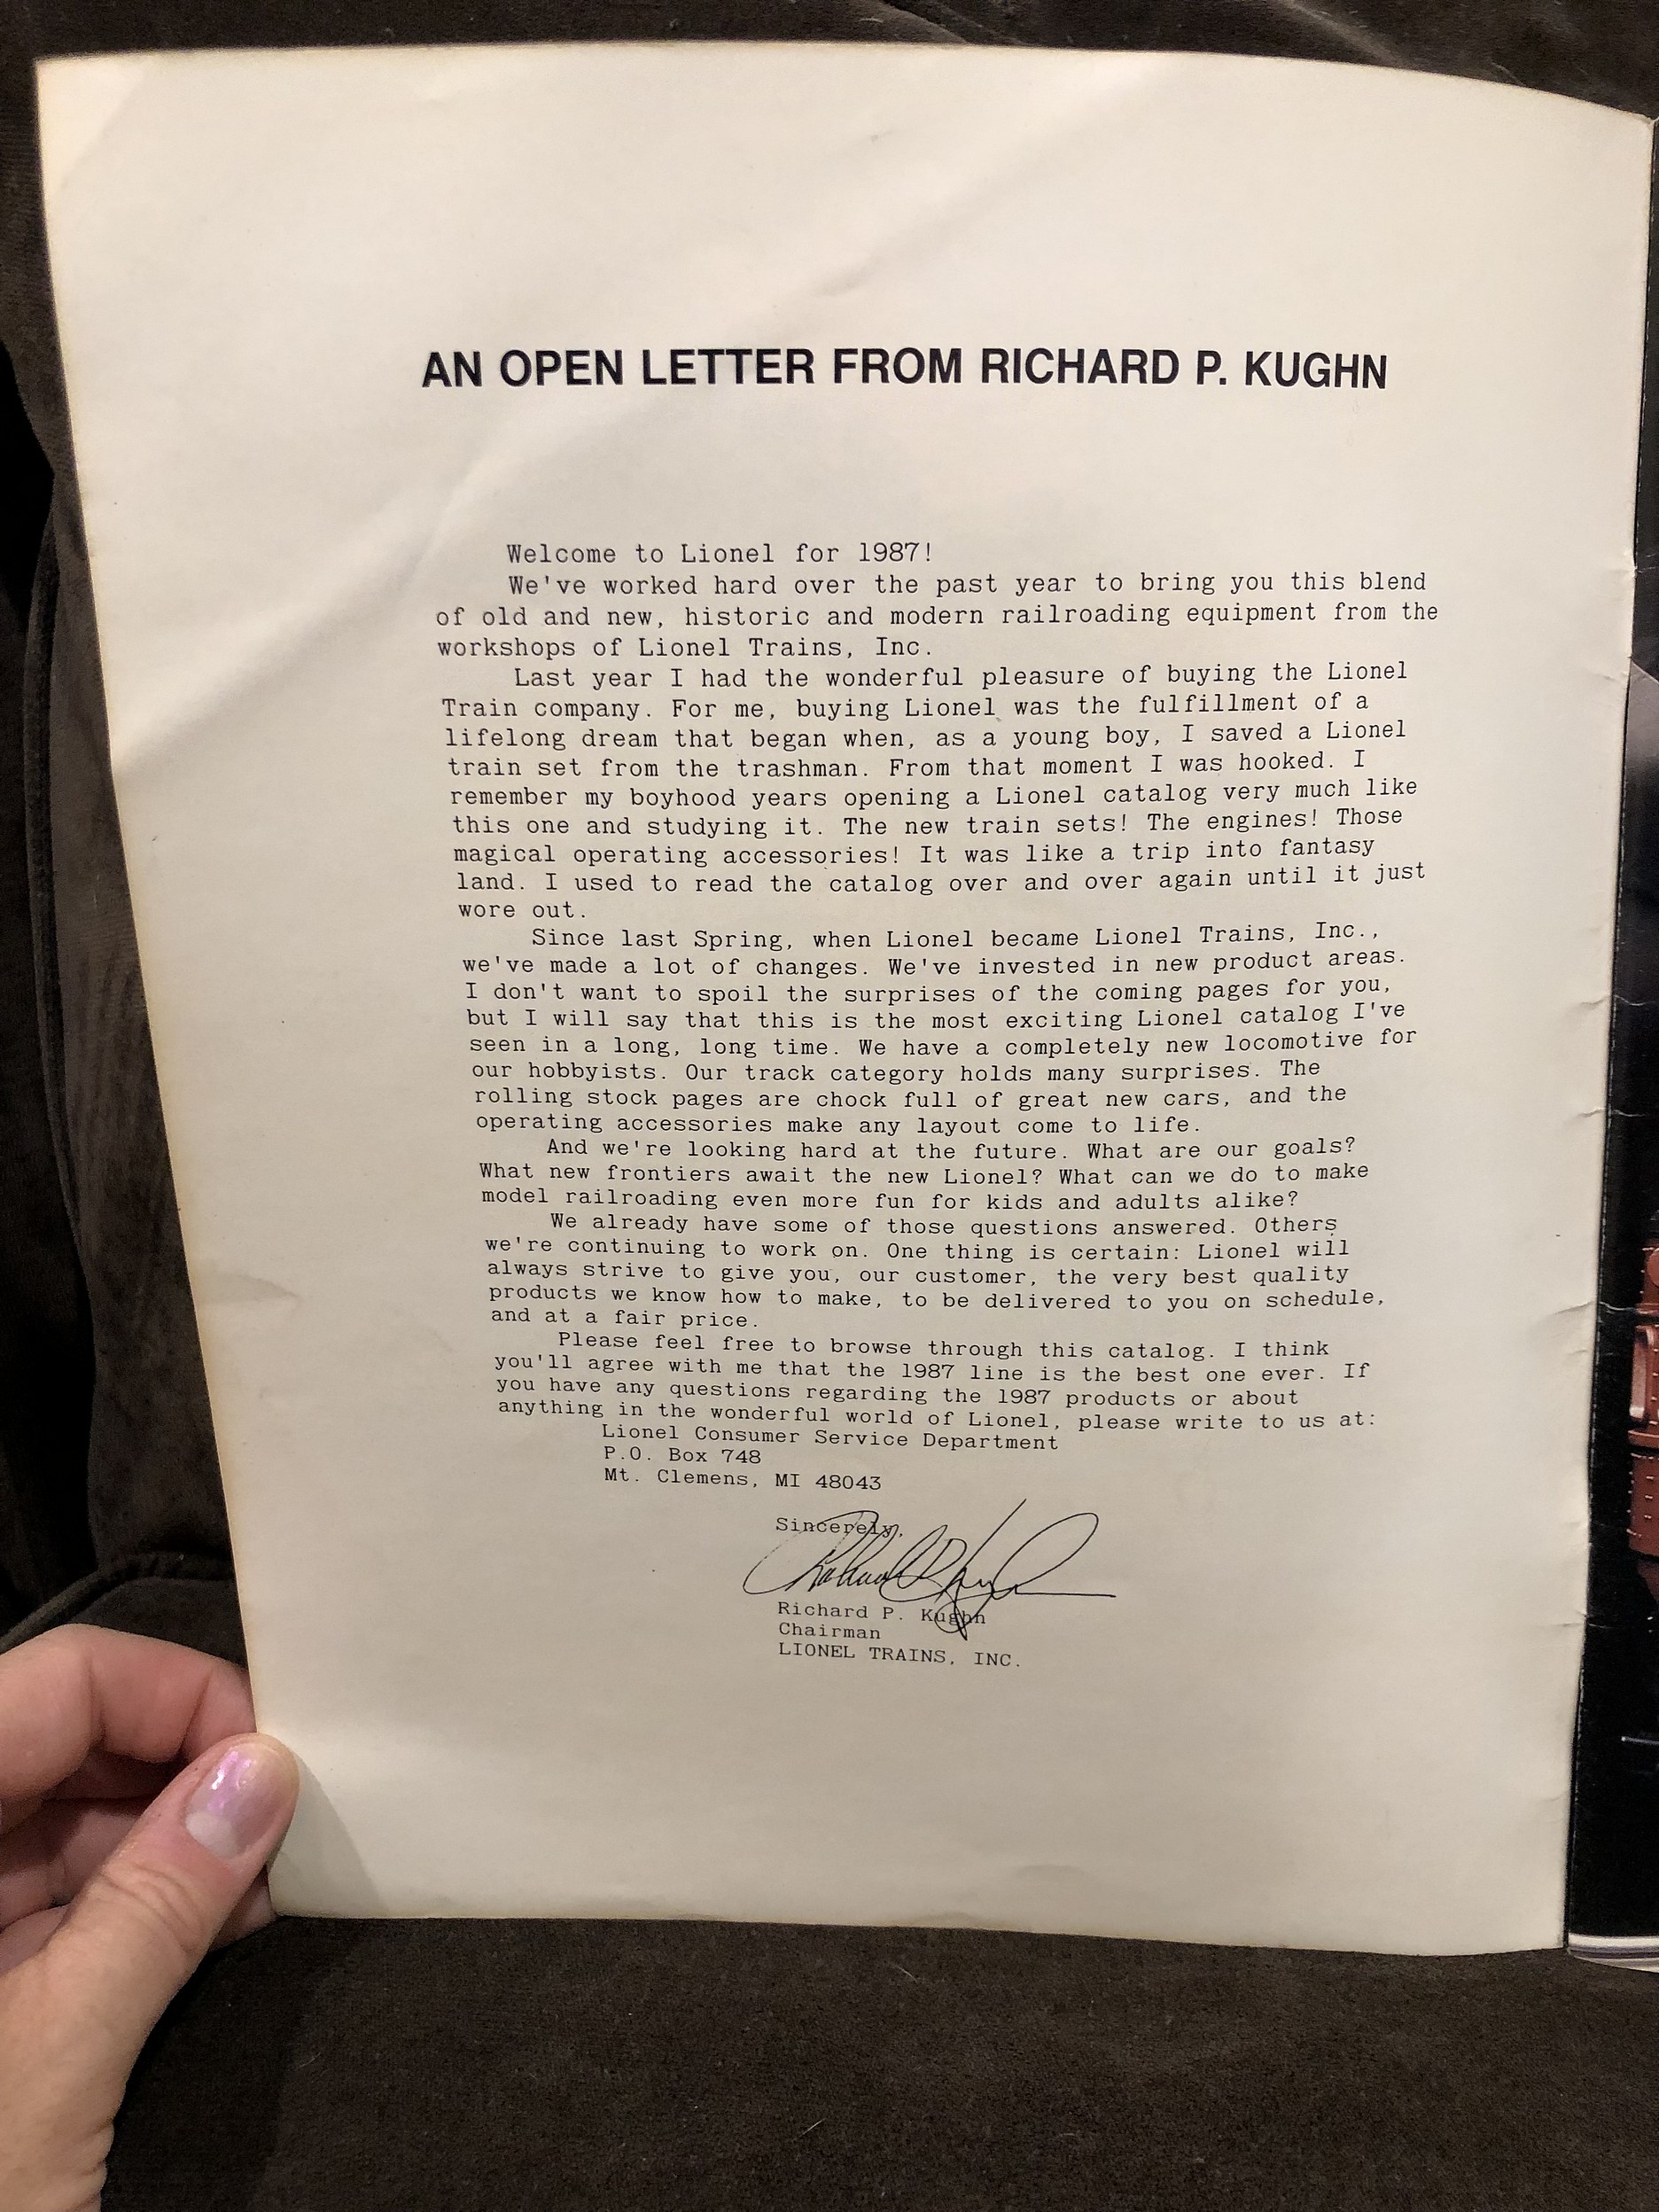 AN OPEN LETTER FROM RICHARD P. KUGHN
Welcome to Lionel for 1987!
We've worked hard over the past year to bring you this blend
of old and new, historic and modern railroading equipment from the
workshops of Lionel Trains, Inc.
Last year I had the wonderful pleasure of buying the Lionel
Train company. For me, buying Lionel was the fulfillment of a
lifelong dream that began when, as a young boy, I saved a Lionel
train set from the trashman. From that moment I was hooked. I
remember my boyhood years opening a Lionel catalog very much like
this one and studying it. The new train sets! The engines! Those
magical operating accessories! It was like a trip into fantasy
land. I used to read the catalog over and over again until it just
wore out.
Since last Spring, when Lionel became Lionel Trains, Inc.,
we've made a lot of changes. We've invested in new product areas.
I don't want to spoil the surprises of the coming pages for you,
but I will say that this is the most exciting Lionel catalog I've
seen in a long, long time. We have a completely new locomotive for
our hobbyists. Our track category holds many surprises. The
rolling stock pages are chock full of great new cars, and the
operating accessories make any layout come to life.
And we're looking hard at the future. What are our goals?
What new frontiers await the new Lionel? What can we do to make
model railroading even more fun for kids and adults alike?
We already have some of those questions answered. Others
we're continuing to work on. One thing is certain: Lionel will
always strive to give you, our customer, the very best quality
products we know how to make, to be delivered to you on schedule,
and at a fair price.
Please feel free to browse through this catalog. I think
you'll agree with me that the 1987 line is the best one ever. If
you have any questions regarding the 1987 products or about
anything in the wonderful world of Lionel, please write to us at:
Lionel Consumer Service Department
P.O. Box 748
Mt. Clemens, MI 48043
Sincerely,
Richard P. Kughn
Richard P. Kughn
Chairman
LIONEL TRAINS, INC.